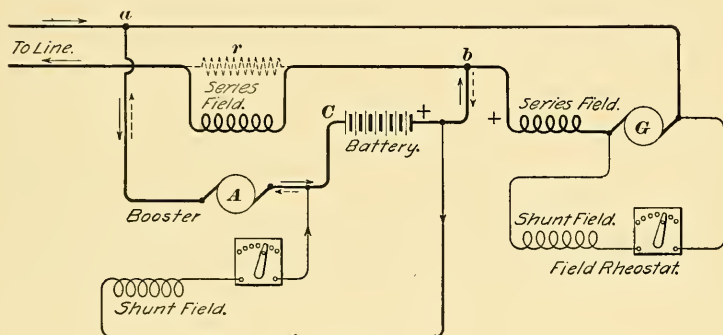 a
To Line.
r
Series
Field.
b
C
+
Battery.
+
Series Field.
G
A
Booster
Shunt Field.
Field Rheostat.
Shunt Field.